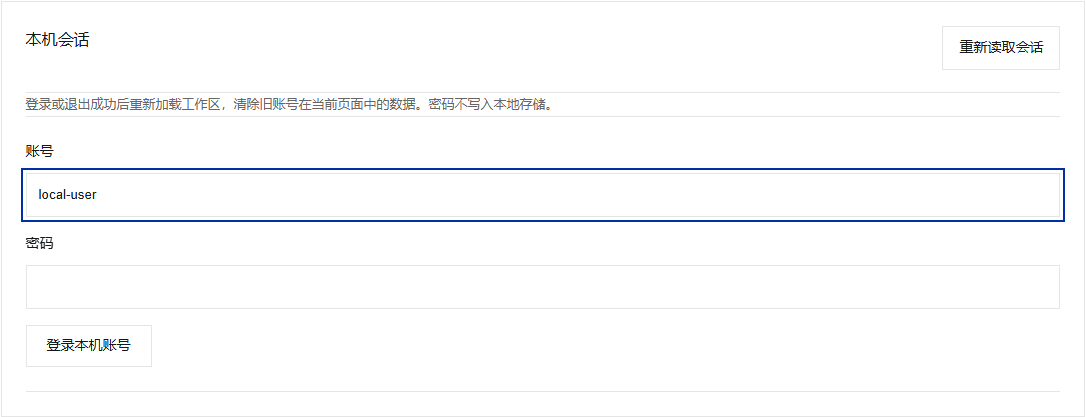 本机会话
重新读取会话
登录或退出成功后重新加载工作区，清除旧账号在当前页面中的数据。密码不写入本地存储。
账号
local-user
密码
登录本机账号